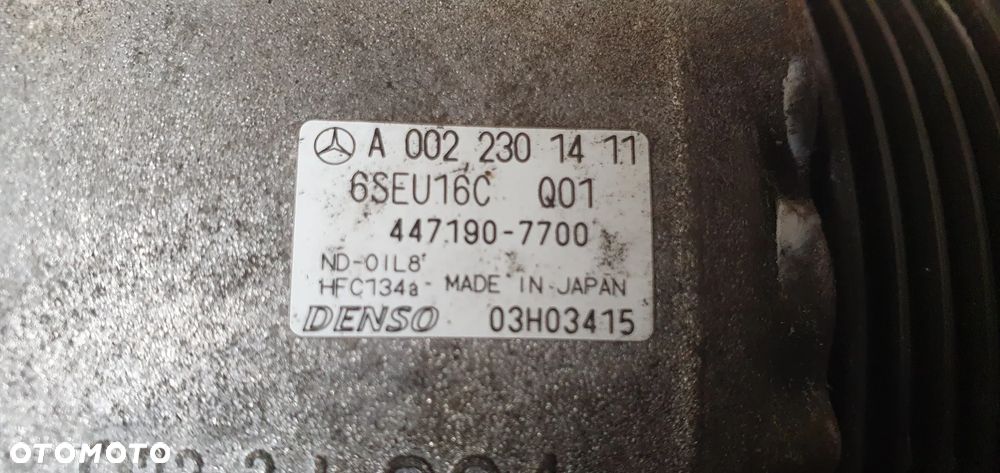 A 002 230 14 11
6SEU16C Q01
447190-7700
ND-OIL8
HFC134a MADE IN JAPAN
DENSO 03H03415
OTOMOTO